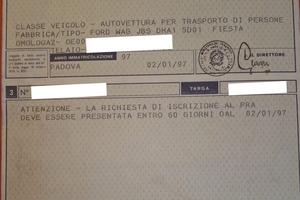 CLASSE VEICOLO - AUTOVETTURA PER TRASPORTO DI PERSONE
FABBRICA/TIPO- FORD WAG JBS DHA1 5D01 FIESTA
OMOLOGAZ- OE00
TELAIO-
ANNO IMMATRICOLAZIONE 97
IL DIRETTORE
PADOVA 02/01/97
3 N° TARGA
ATTENZIONE - LA RICHIESTA DI ISCRIZIONE AL PRA
DEVE ESSERE PRESENTATA ENTRO 60 GIORNI DAL 02/01/97